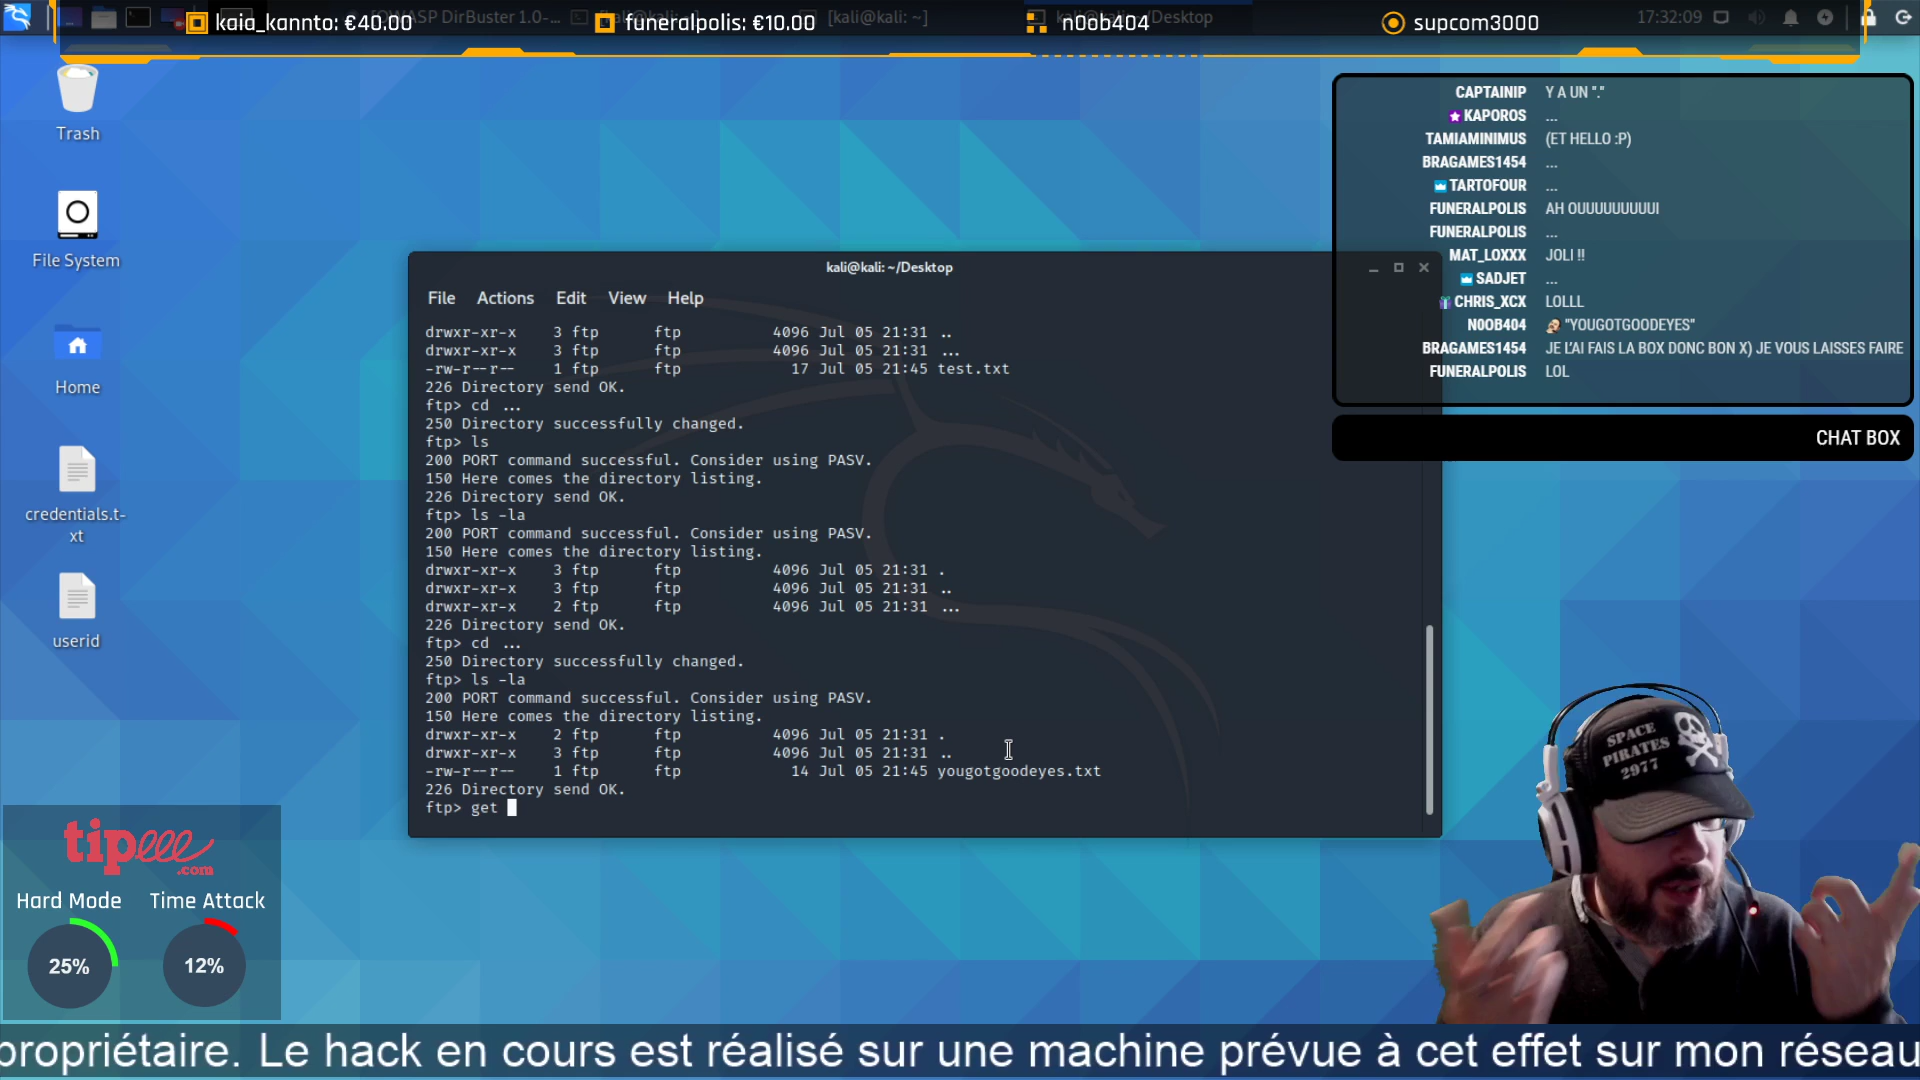 kaia_kannto: €40.00
funeralpolis: €10.00
n00b404
supcom3000
[OWASP DirBuster 1.0-...
[kali@kali: ~]
kali@kali: ~/Desktop
17:32:09
Trash
File System
Home
credentials.t-
xt
userid
CAPTAINIP Y A UN "."
KAPOROS ...
TAMIAMINIMUS (ET HELLO :P)
BRAGAMES1454 ...
TARTOFOUR ...
FUNERALPOLIS AH OUUUUUUUUUI
FUNERALPOLIS ...
MAT_LOXXX JOLI !!
SADJET ...
CHRIS_XCX LOLLL
N00B404 "YOUGOTGOODEYES"
BRAGAMES1454 JE L'AI FAIS LA BOX DONC BON X) JE VOUS LAISSES FAIRE
FUNERALPOLIS LOL
CHAT BOX
kali@kali: ~/Desktop
File Actions Edit View Help
drwxr-xr-x 3 ftp ftp 4096 Jul 05 21:31 ..
drwxr-xr-x 3 ftp ftp 4096 Jul 05 21:31 ...
-rw-r--r-- 1 ftp ftp 17 Jul 05 21:45 test.txt
226 Directory send OK.
ftp> cd ...
250 Directory successfully changed.
ftp> ls
200 PORT command successful. Consider using PASV.
150 Here comes the directory listing.
226 Directory send OK.
ftp> ls -la
200 PORT command successful. Consider using PASV.
150 Here comes the directory listing.
drwxr-xr-x 3 ftp ftp 4096 Jul 05 21:31 .
drwxr-xr-x 3 ftp ftp 4096 Jul 05 21:31 ..
drwxr-xr-x 2 ftp ftp 4096 Jul 05 21:31 ...
226 Directory send OK.
ftp> cd ...
250 Directory successfully changed.
ftp> ls -la
200 PORT command successful. Consider using PASV.
150 Here comes the directory listing.
drwxr-xr-x 2 ftp ftp 4096 Jul 05 21:31 .
drwxr-xr-x 3 ftp ftp 4096 Jul 05 21:31 ..
-rw-r--r-- 1 ftp ftp 14 Jul 05 21:45 yougotgoodeyes.txt
226 Directory send OK.
ftp> get
SPACE
PIRATES
2977
tipeee
.com
Hard Mode Time Attack
25% 12%
propriétaire. Le hack en cours est réalisé sur une machine prévue à cet effet sur mon réseau